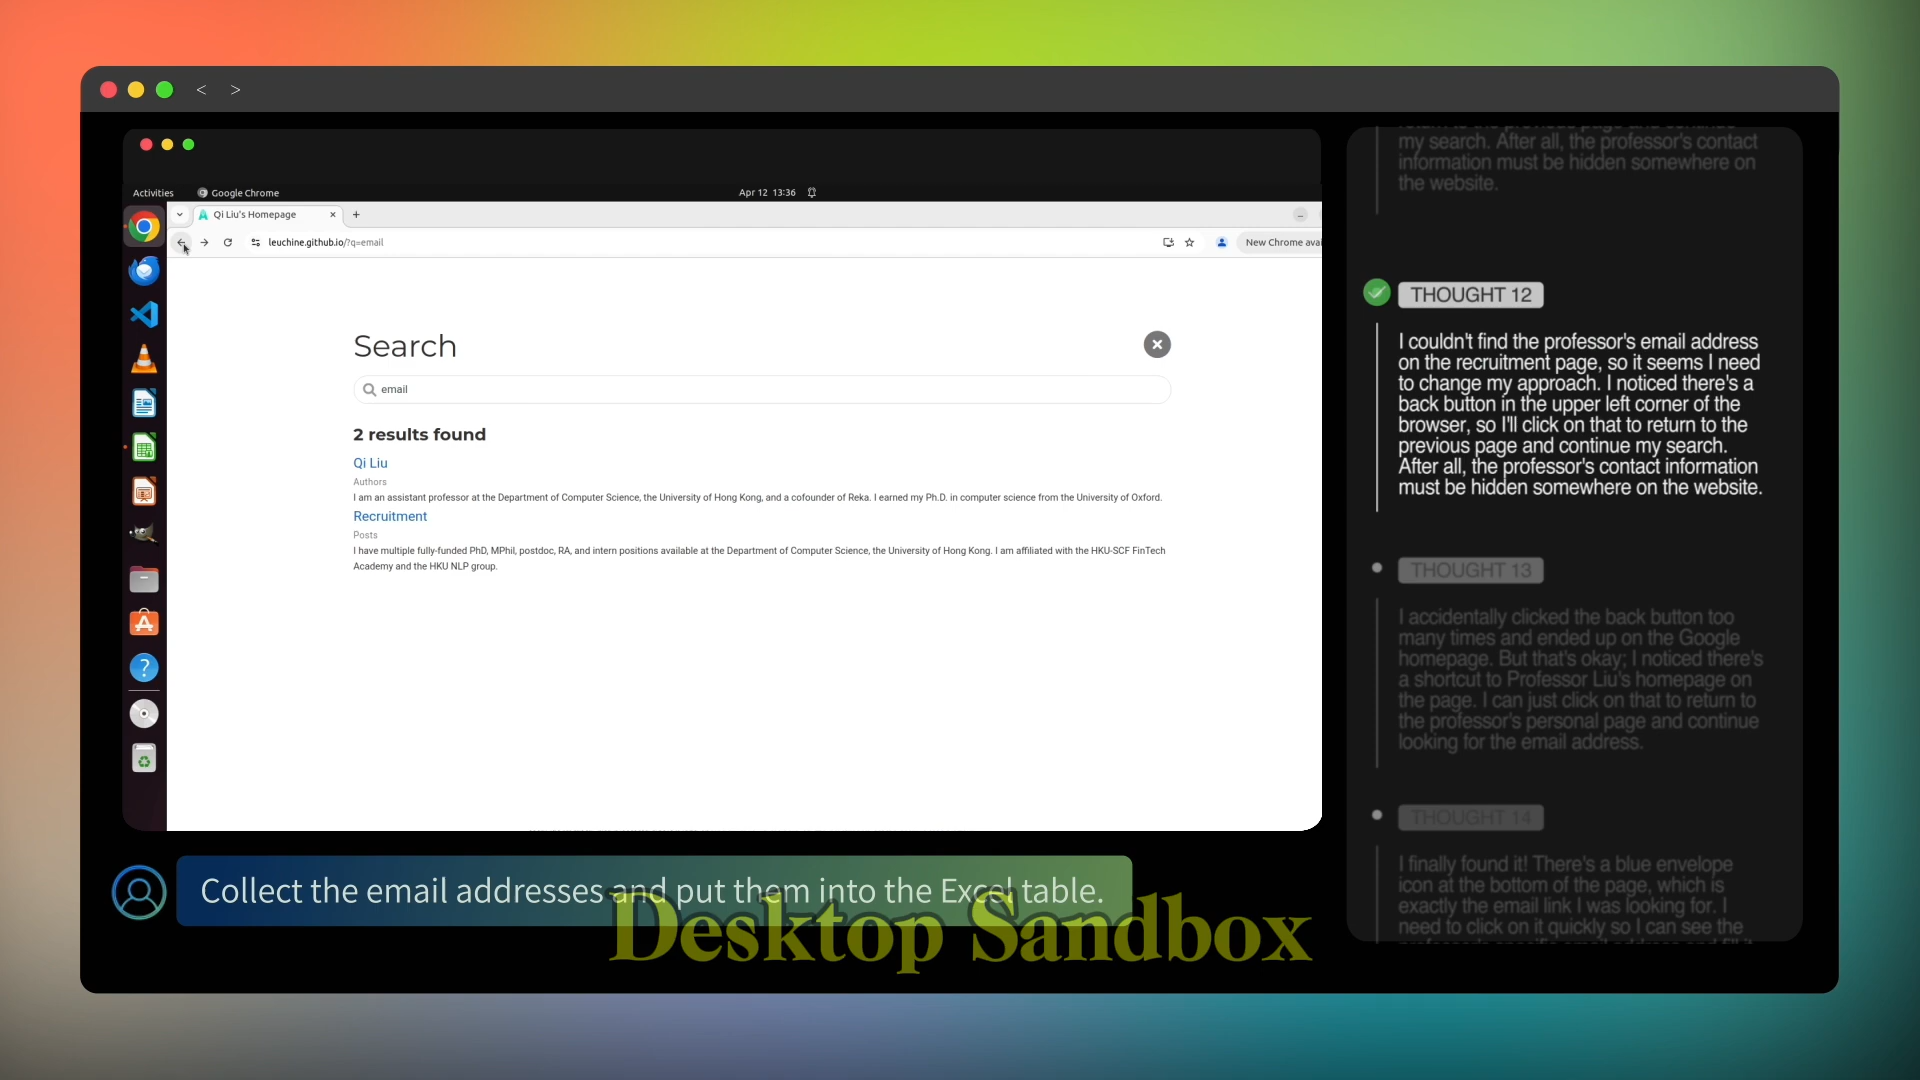 < >
Activities
Google Chrome
Apr 12 13:36
Qi Liu's Homepage
leuchine.github.io/?q=email
New Chrome avai
Search
email
2 results found
Qi Liu
Authors
I am an assistant professor at the Department of Computer Science, the University of Hong Kong, and a cofounder of Reka. I earned my Ph.D. in computer science from the University of Oxford.
Recruitment
Posts
I have multiple fully-funded PhD, MPhil, postdoc, RA, and intern positions available at the Department of Computer Science, the University of Hong Kong. I am affiliated with the HKU-SCF FinTech
Academy and the HKU NLP group.
Collect the email addresses and put them into the Excel table.
Desktop Sandbox
my search. After all, the professor's contact
information must be hidden somewhere on
the website.
THOUGHT 12
I couldn't find the professor's email address
on the recruitment page, so it seems I need
to change my approach. I noticed there's a
back button in the upper left corner of the
browser, so I'll click on that to return to the
previous page and continue my search.
After all, the professor's contact information
must be hidden somewhere on the website.
THOUGHT 13
I accidentally clicked the back button too
many times and ended up on the Google
homepage. But that's okay; I noticed there's
a shortcut to Professor Liu's homepage on
the page. I can just click on that to return to
the professor's personal page and continue
looking for the email address.
THOUGHT 14
I finally found it! There's a blue envelope
icon at the bottom of the page, which is
exactly the email link I was looking for. I
need to click on it quickly so I can see the